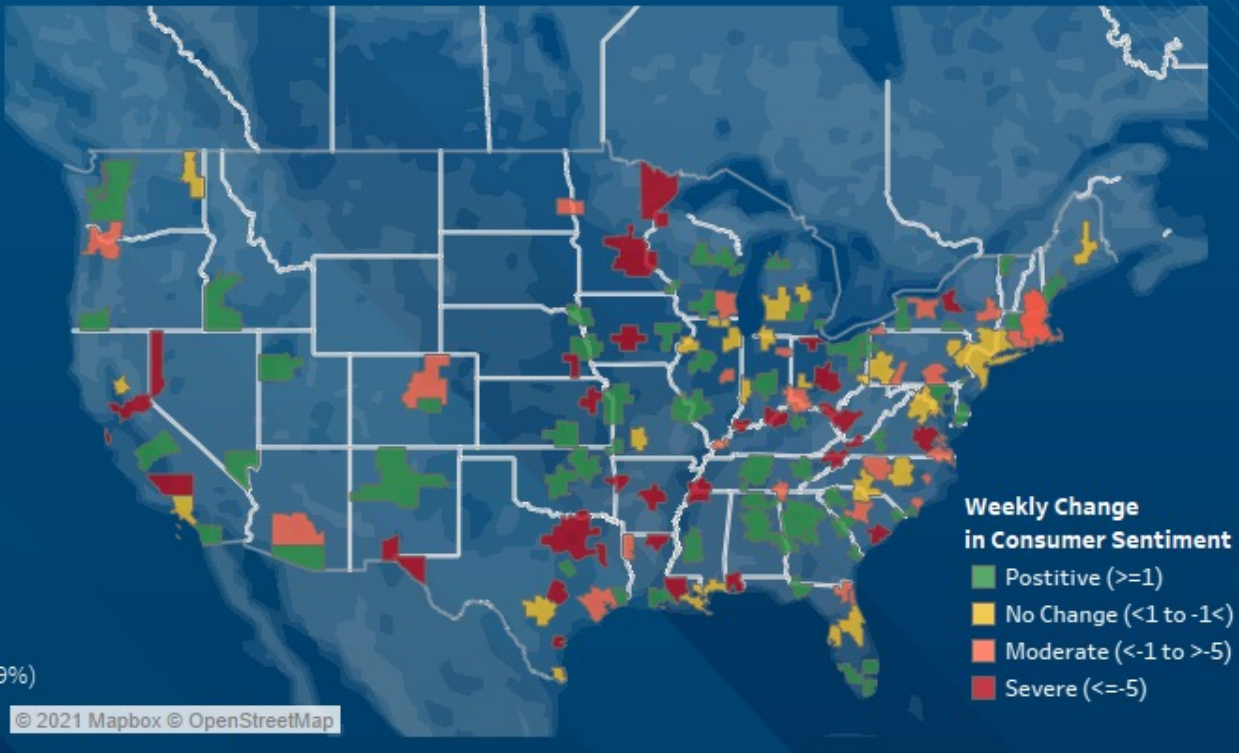 Weekly Change
in Consumer Sentiment
Postitive (>=1)
No Change (<1 to -1<)
Moderate (<-1 to >-5)
Severe (<=-5)
9%)
© 2021 Mapbox © OpenStreetMap